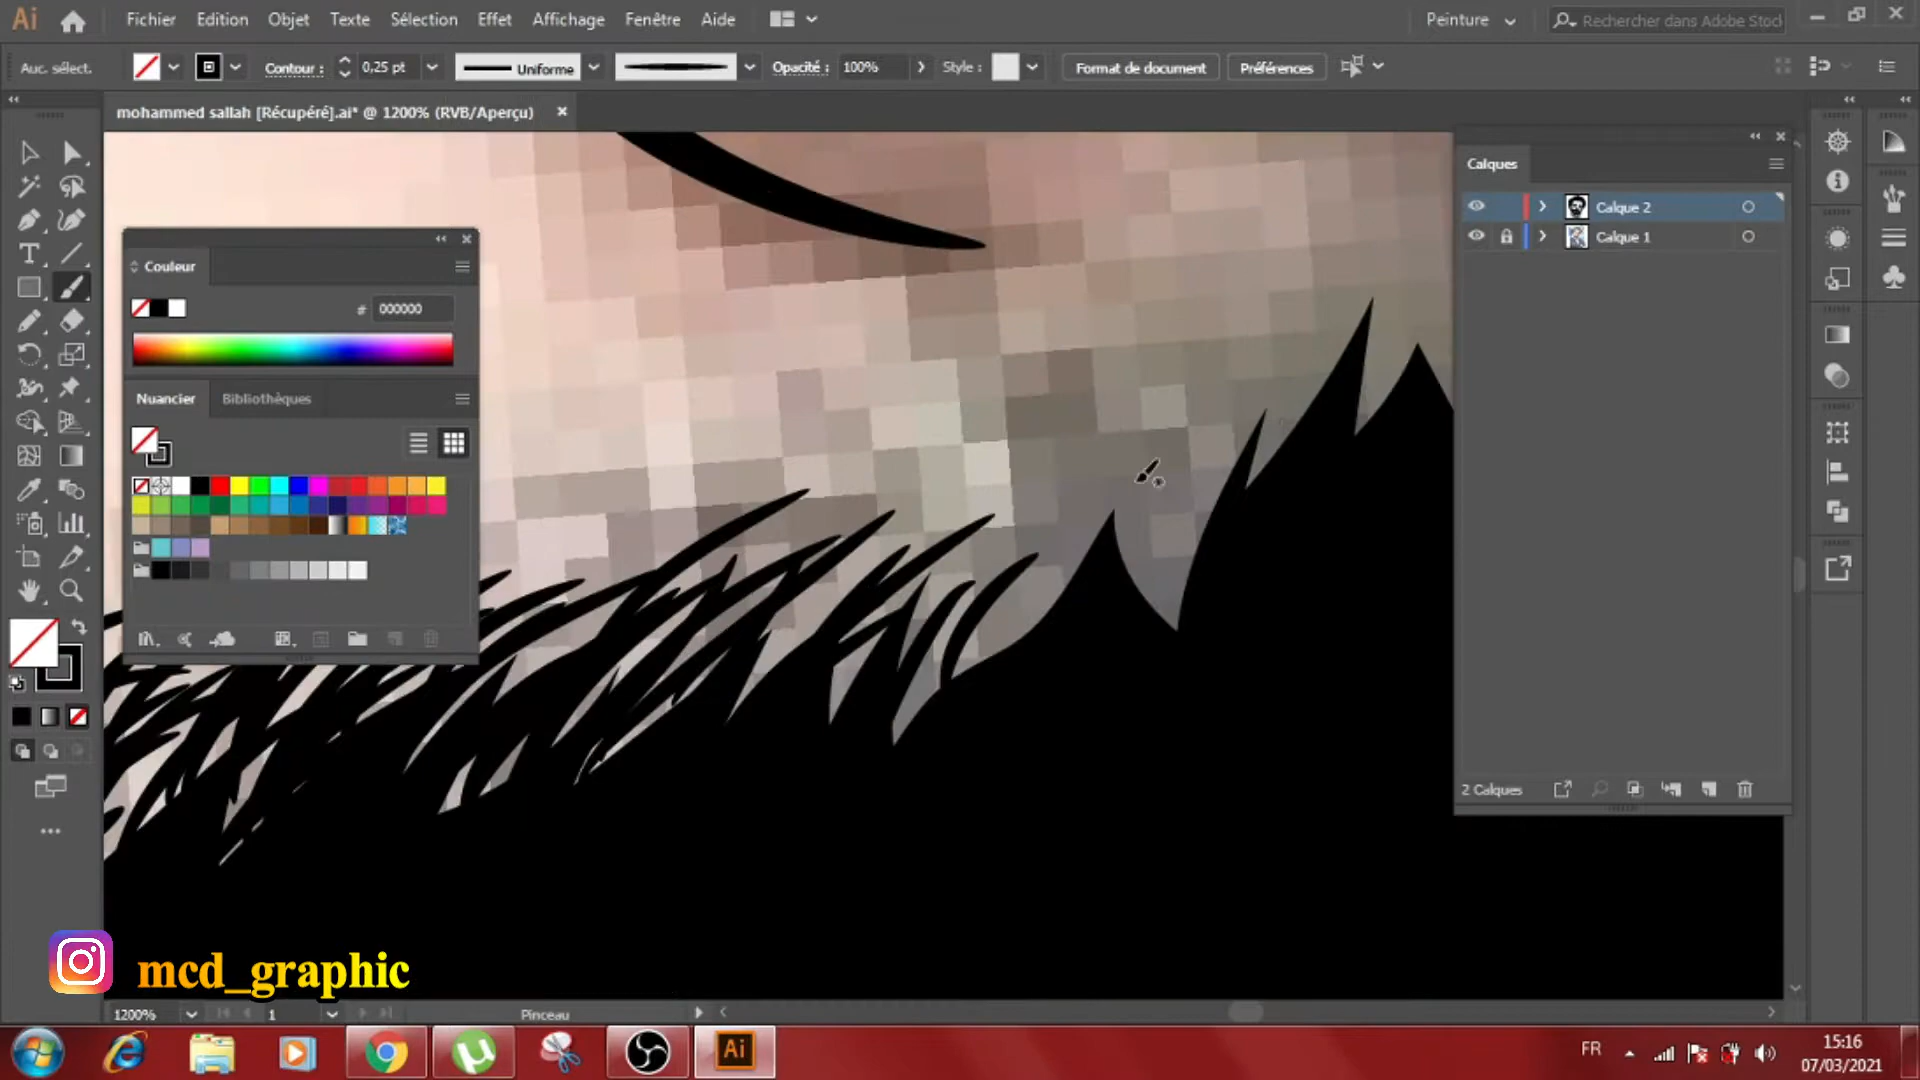 Ai
Fichier Edition Objet Texte Sélection Effet Affichage Fenêtre Aide
Peinture
Rechercher dans Adobe Stock
Auc. sélect.
Contour :
0,25 pt
Uniforme
Opacité :
100%
Style :
Format de document
Préférences
mohammed sallah [Récupéré].ai* @ 1200% (RVB/Aperçu)
Couleur
# 000000
Nuancier Bibliothèques
Calques
Calque 2
Calque 1
2 Calques
mcd_graphic
1200%
1
Pinceau
Ai
FR
15:16
07/03/2021